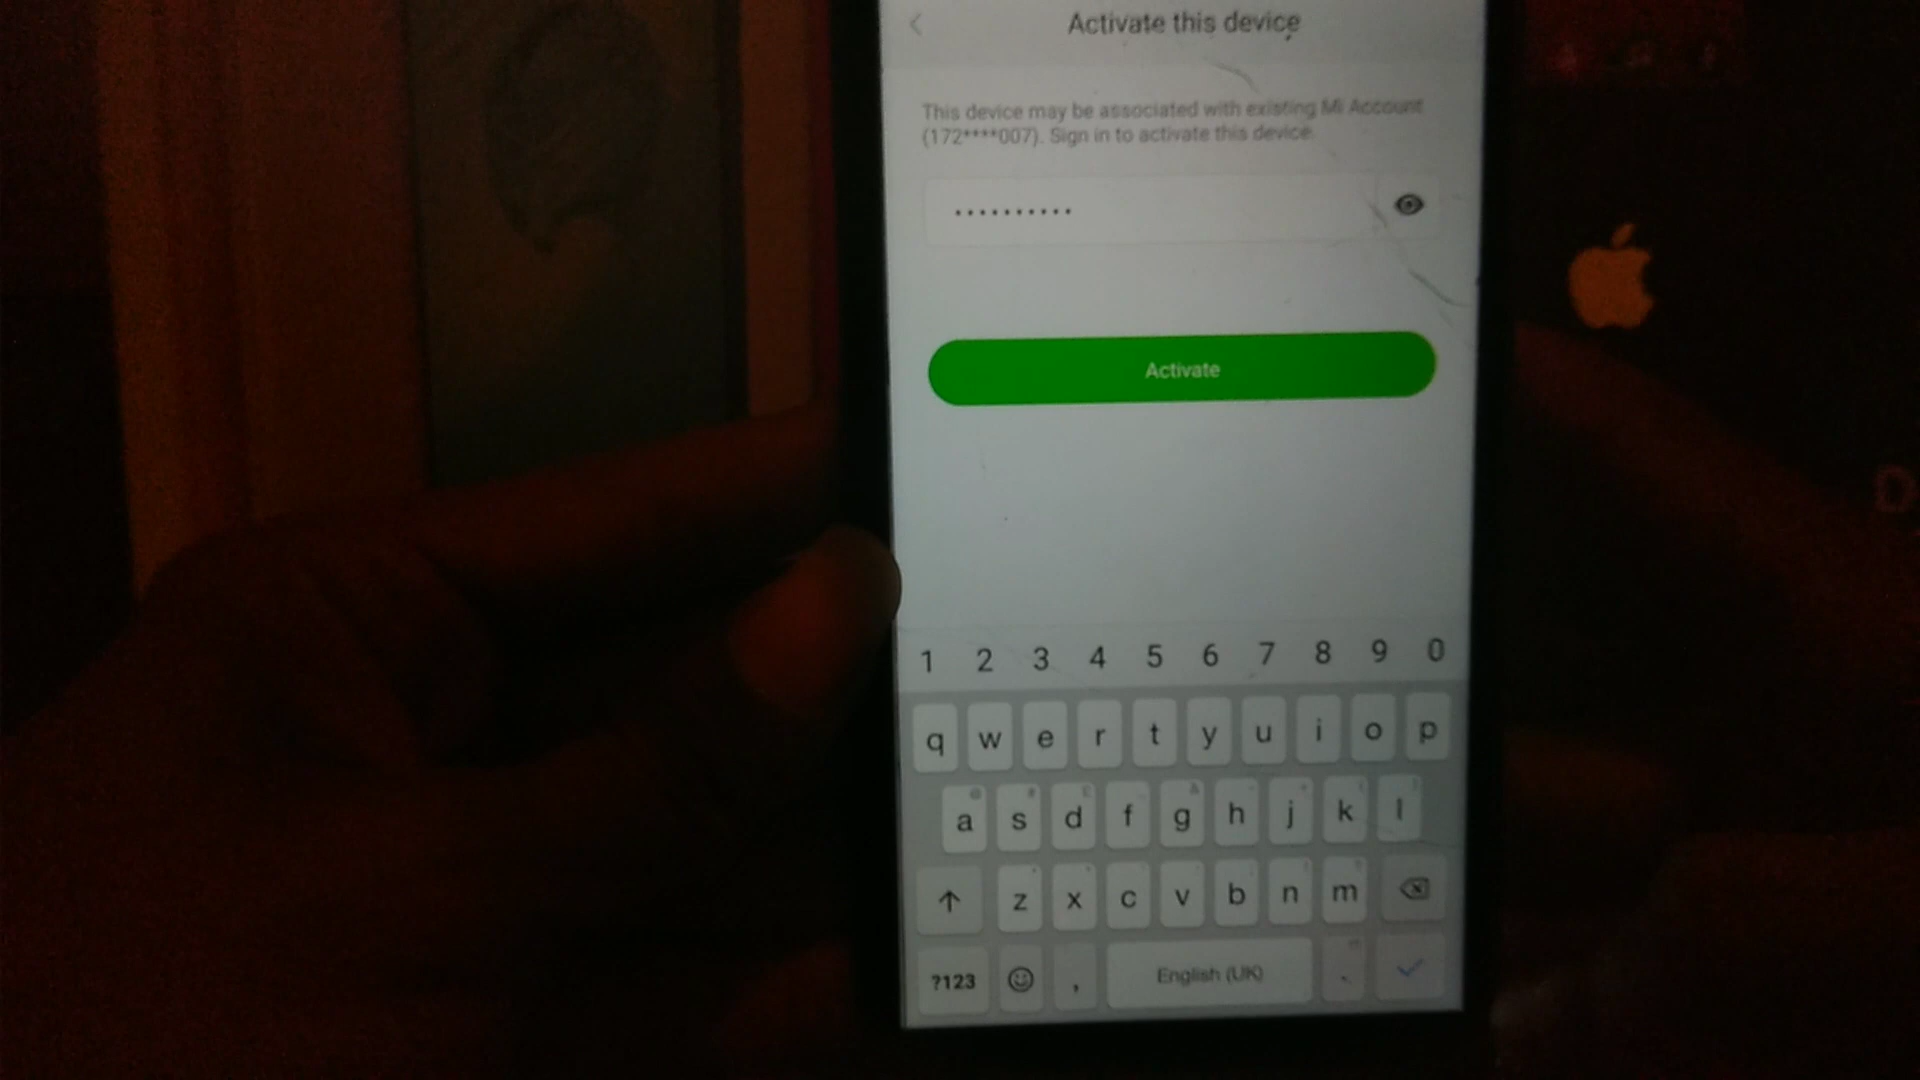 Activate this device
This device may be associated with existing Mi Account
(172****007). Sign in to activate this device.
••••••••••
Activate
1 2 3 4 5 6 7 8 9 0
q w e r t y u i o p
a s d f g h j k l
z x c v b n m
?123 , English (UK) .